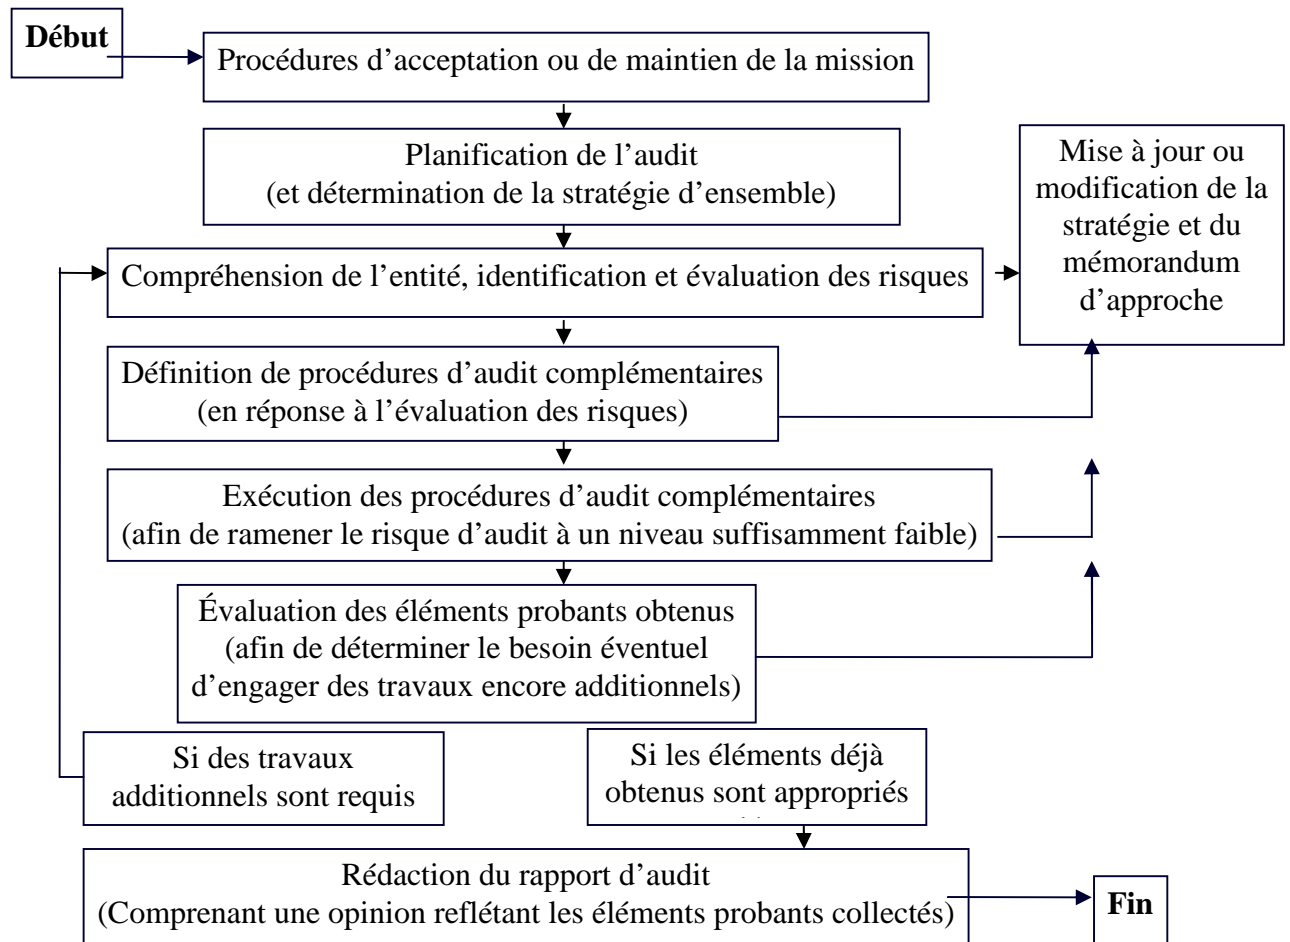 Début
Procédures d’acceptation ou de maintien de la mission
Planification de l’audit
(et détermination de la stratégie d’ensemble)
Mise à jour ou
modification de la
stratégie et du
mémorandum
d’approche
Compréhension de l’entité, identification et évaluation des risques
Définition de procédures d’audit complémentaires
(en réponse à l’évaluation des risques)
Exécution des procédures d’audit complémentaires
(afin de ramener le risque d’audit à un niveau suffisamment faible)
Évaluation des éléments probants obtenus
(afin de déterminer le besoin éventuel
d’engager des travaux encore additionnels)
Si des travaux
additionnels sont requis
Si les éléments déjà
obtenus sont appropriés
Rédaction du rapport d’audit
(Comprenant une opinion reflétant les éléments probants collectés)
Fin